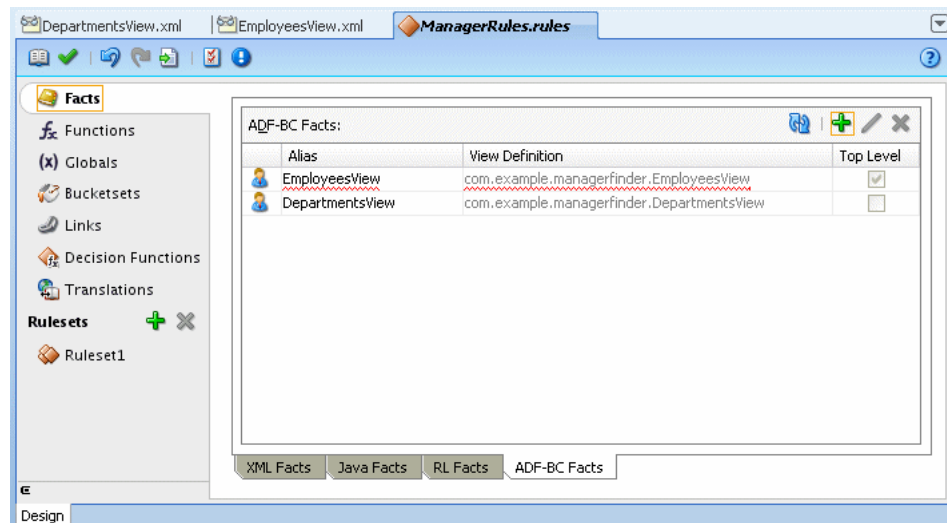 DepartmentsView.xml EmployeesView.xml ManagerRules.rules
Facts
Functions
(x) Globals
Bucketsets
Links
Decision Functions
Translations
Rulesets
Ruleset1
ADF-BC Facts:
Alias View Definition Top Level
EmployeesView com.example.managerfinder.EmployeesView
DepartmentsView com.example.managerfinder.DepartmentsView
XML Facts Java Facts RL Facts ADF-BC Facts
Design